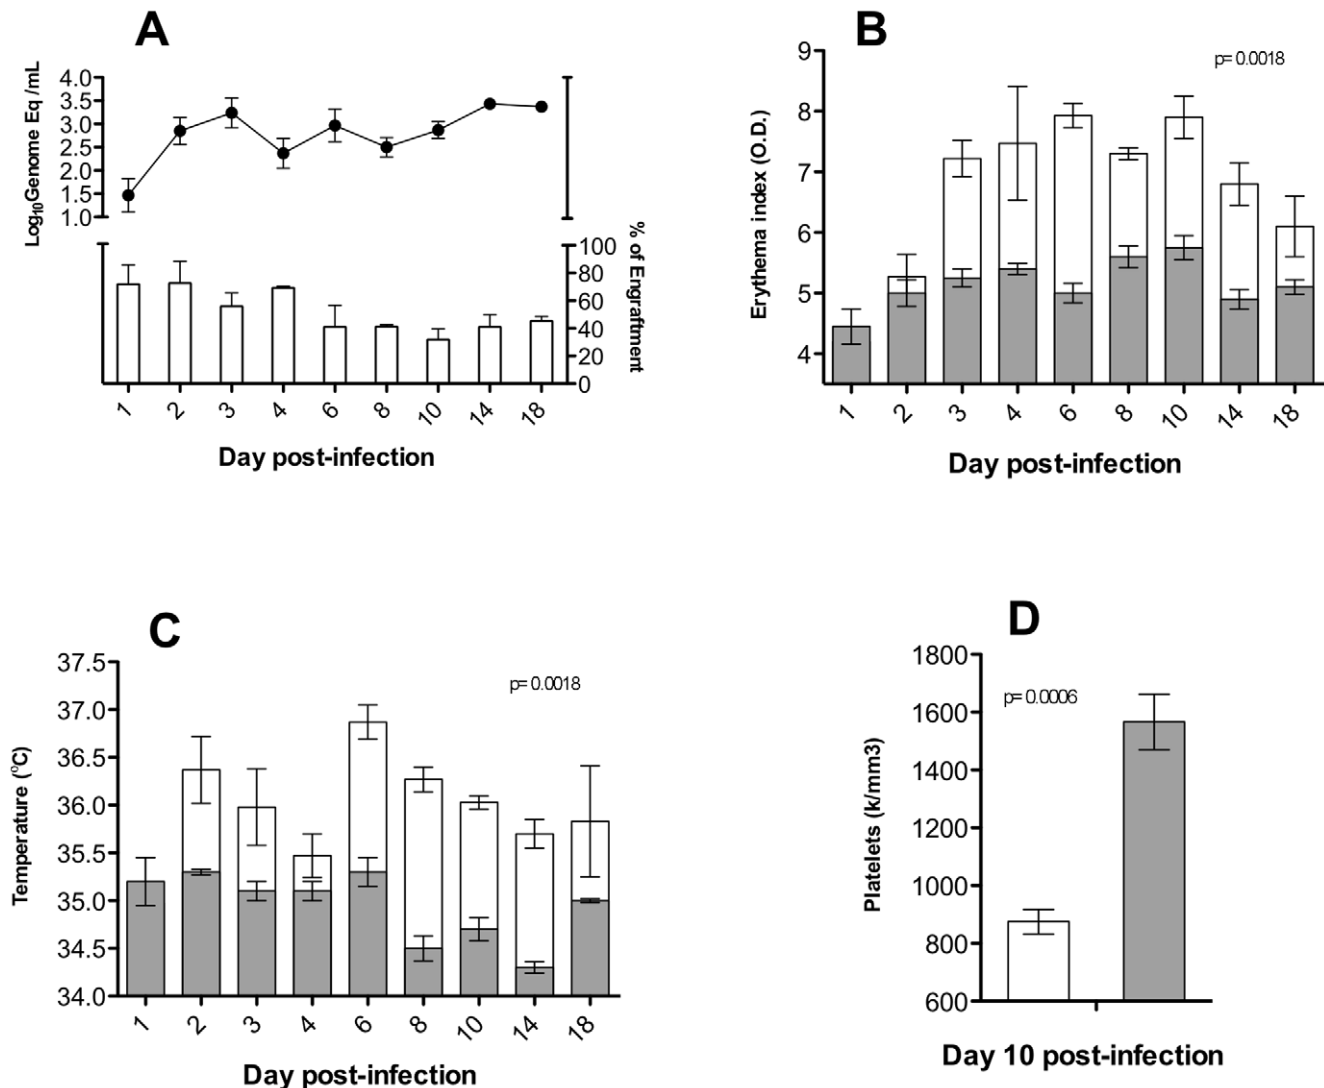 A
Log10Genome Eq /mL
4.0
3.5
3.0
2.5
2.0
1.5
1.0
% of Engraftment
100
80
60
40
20
0
1 2 3 4 6 8 10 14 18
Day post-infection
B
p= 0.0018
Erythema index (O.D.)
9
8
7
6
5
4
1 2 3 4 6 8 10 14 18
Day post-infection
C
p= 0.0018
Temperature (°C)
37.5
37.0
36.5
36.0
35.5
35.0
34.5
34.0
1 2 3 4 6 8 10 14 18
Day post-infection
D
p= 0.0006
Platelets (k/mm3)
1800
1600
1400
1200
1000
800
600
Day 10 post-infection